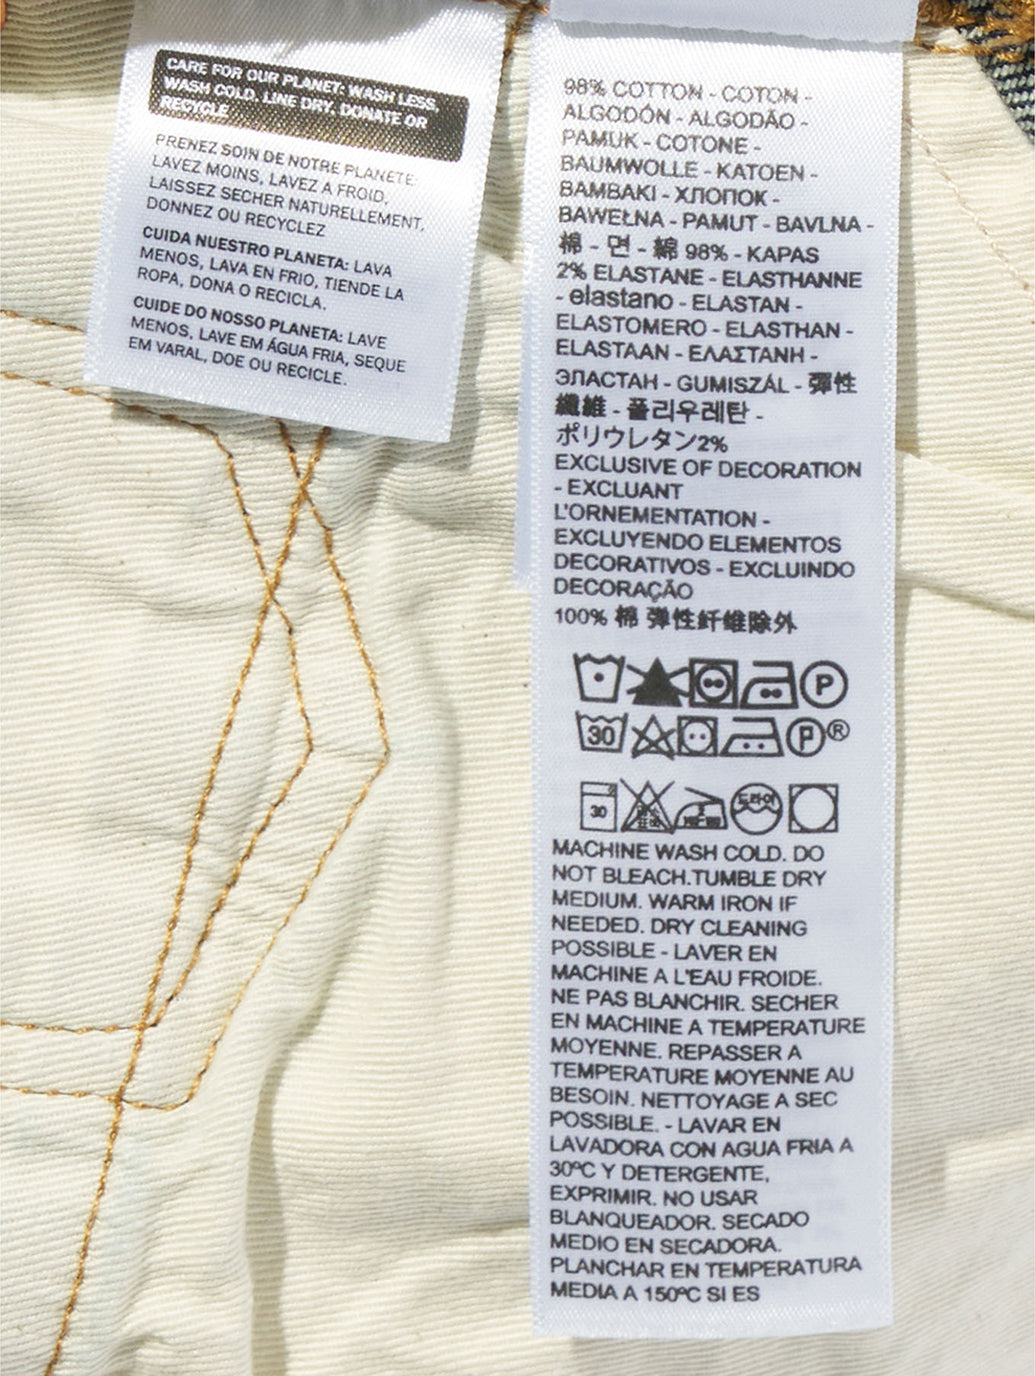 CARE FOR OUR PLANET: WASH LESS,
WASH COLD, LINE DRY, DONATE OR
RECYCLE
PRENEZ SOIN DE NOTRE PLANETE:
LAVEZ MOINS, LAVEZ A FROID,
LAISSEZ SECHER NATURELLEMENT,
DONNEZ OU RECYCLEZ
CUIDA NUESTRO PLANETA: LAVA
MENOS, LAVA EN FRIO, TIENDE LA
ROPA, DONA O RECICLA.
CUIDE DO NOSSO PLANETA: LAVE
MENOS, LAVE EM ÁGUA FRIA, SEQUE
EM VARAL, DOE OU RECICLE.
98% COTTON - COTON -
ALGODÓN - ALGODÃO -
PAMUK - COTONE -
BAUMWOLLE - KATOEN -
BAMBAKI - ХЛОПОК -
BAWEŁNA - PAMUT - BAVLNA -
棉 - 면 - 綿 98% - KAPAS
2% ELASTANE - ELASTHANNE
- elastano - ELASTAN -
ELASTOMERO - ELASTHAN -
ELASTAAN - ΕΛΑΣΤΑΝΗ -
ЭЛАСТАН - GUMISZÁL - 彈性
纖維 - 폴리우레탄 -
ポリウレタン2%
EXCLUSIVE OF DECORATION
- EXCLUANT
L'ORNEMENTATION -
EXCLUYENDO ELEMENTOS
DECORATIVOS - EXCLUINDO
DECORAÇÃO
100% 棉 弹性纤维除外
P
30 P ®
30 드라이
MACHINE WASH COLD. DO
NOT BLEACH.TUMBLE DRY
MEDIUM. WARM IRON IF
NEEDED. DRY CLEANING
POSSIBLE - LAVER EN
MACHINE A L'EAU FROIDE.
NE PAS BLANCHIR. SECHER
EN MACHINE A TEMPERATURE
MOYENNE. REPASSER A
TEMPERATURE MOYENNE AU
BESOIN. NETTOYAGE A SEC
POSSIBLE. - LAVAR EN
LAVADORA CON AGUA FRIA A
30ºC Y DETERGENTE,
EXPRIMIR. NO USAR
BLANQUEADOR. SECADO
MEDIO EN SECADORA.
PLANCHAR EN TEMPERATURA
MEDIA A 150ºC SI ES